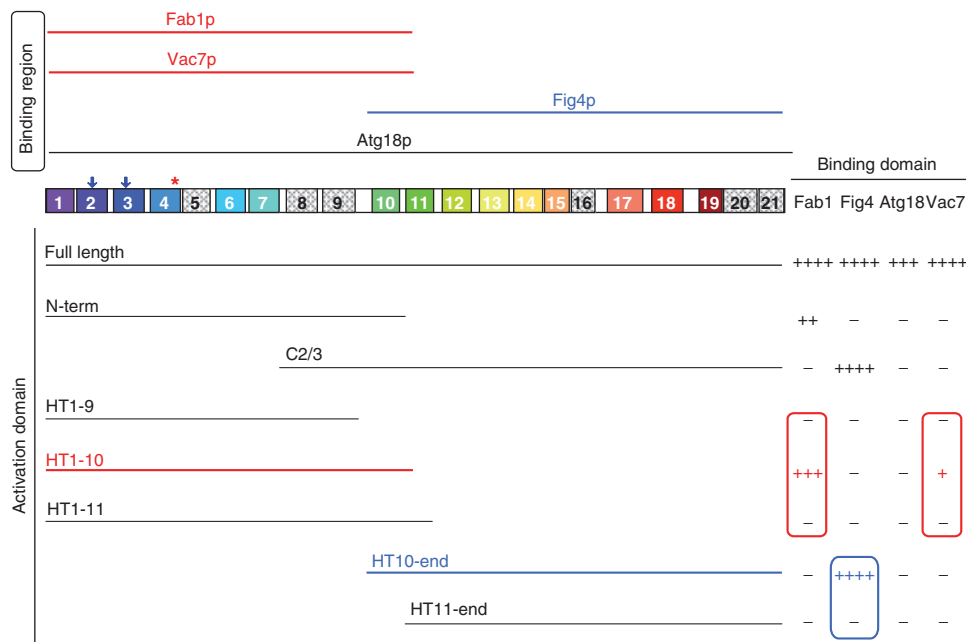 Binding region
Fab1p
Vac7p
Fig4p
Atg18p
Binding domain
*
1 2 3 4 5 6 7 8 9 10 11 12 13 14 15 16 17 18 19 20 21 Fab1 Fig4 Atg18 Vac7
Activation domain
Full length ++++ ++++ +++ ++++
N-term ++ – – –
C2/3 – ++++ – –
HT1-9 – – – –
HT1-10 +++ – – +
HT1-11 – – – –
HT10-end – ++++ – –
HT11-end – – – –